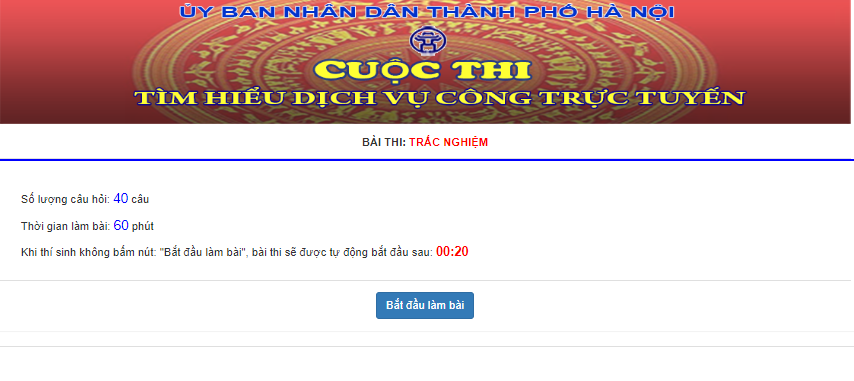 ỦY BAN NHÂN DÂN THÀNH PHỐ HÀ NỘI
CUỘC THI
TÌM HIỂU DỊCH VỤ CÔNG TRỰC TUYẾN
BÀI THI: TRẮC NGHIỆM
Số lượng câu hỏi: 40 câu
Thời gian làm bài: 60 phút
Khi thí sinh không bấm nút: "Bắt đầu làm bài", bài thi sẽ được tự động bắt đầu sau: 00:20
Bắt đầu làm bài